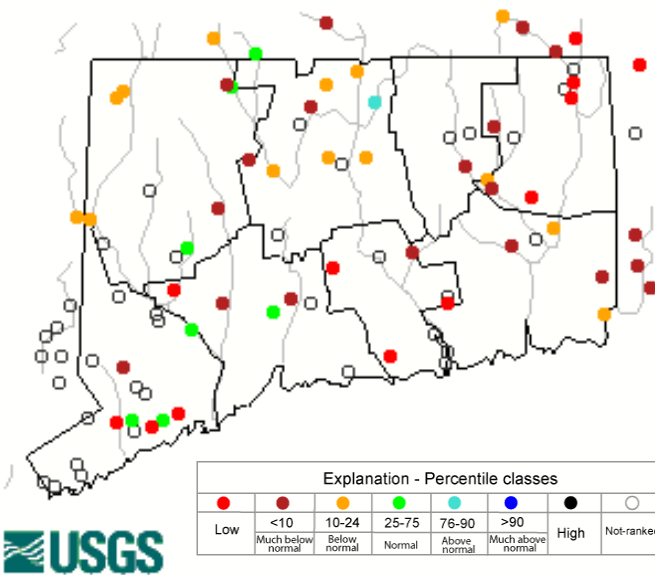 Explanation - Percentile classes
Low
<10
10-24
25-75
76-90
>90
High
Not-ranked
Much below normal
Below normal
Normal
Above normal
Much above normal
USGS